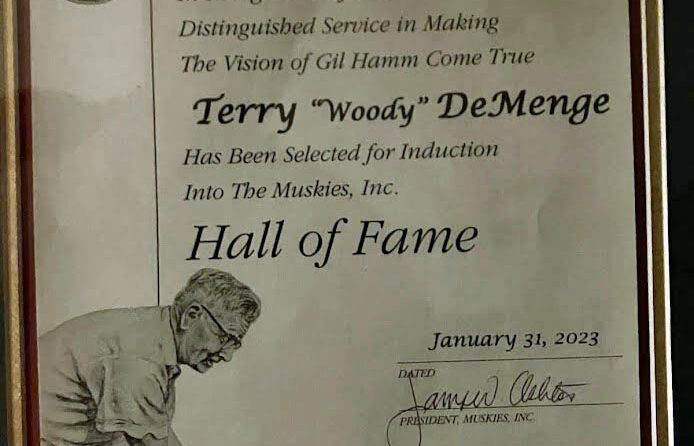 Distinguished Service in Making
The Vision of Gil Hamm Come True
Terry “Woody” DeMenge
Has Been Selected for Induction
Into The Muskies, Inc.
Hall of Fame
January 31, 2023
DATED
PRESIDENT, MUSKIES, INC.